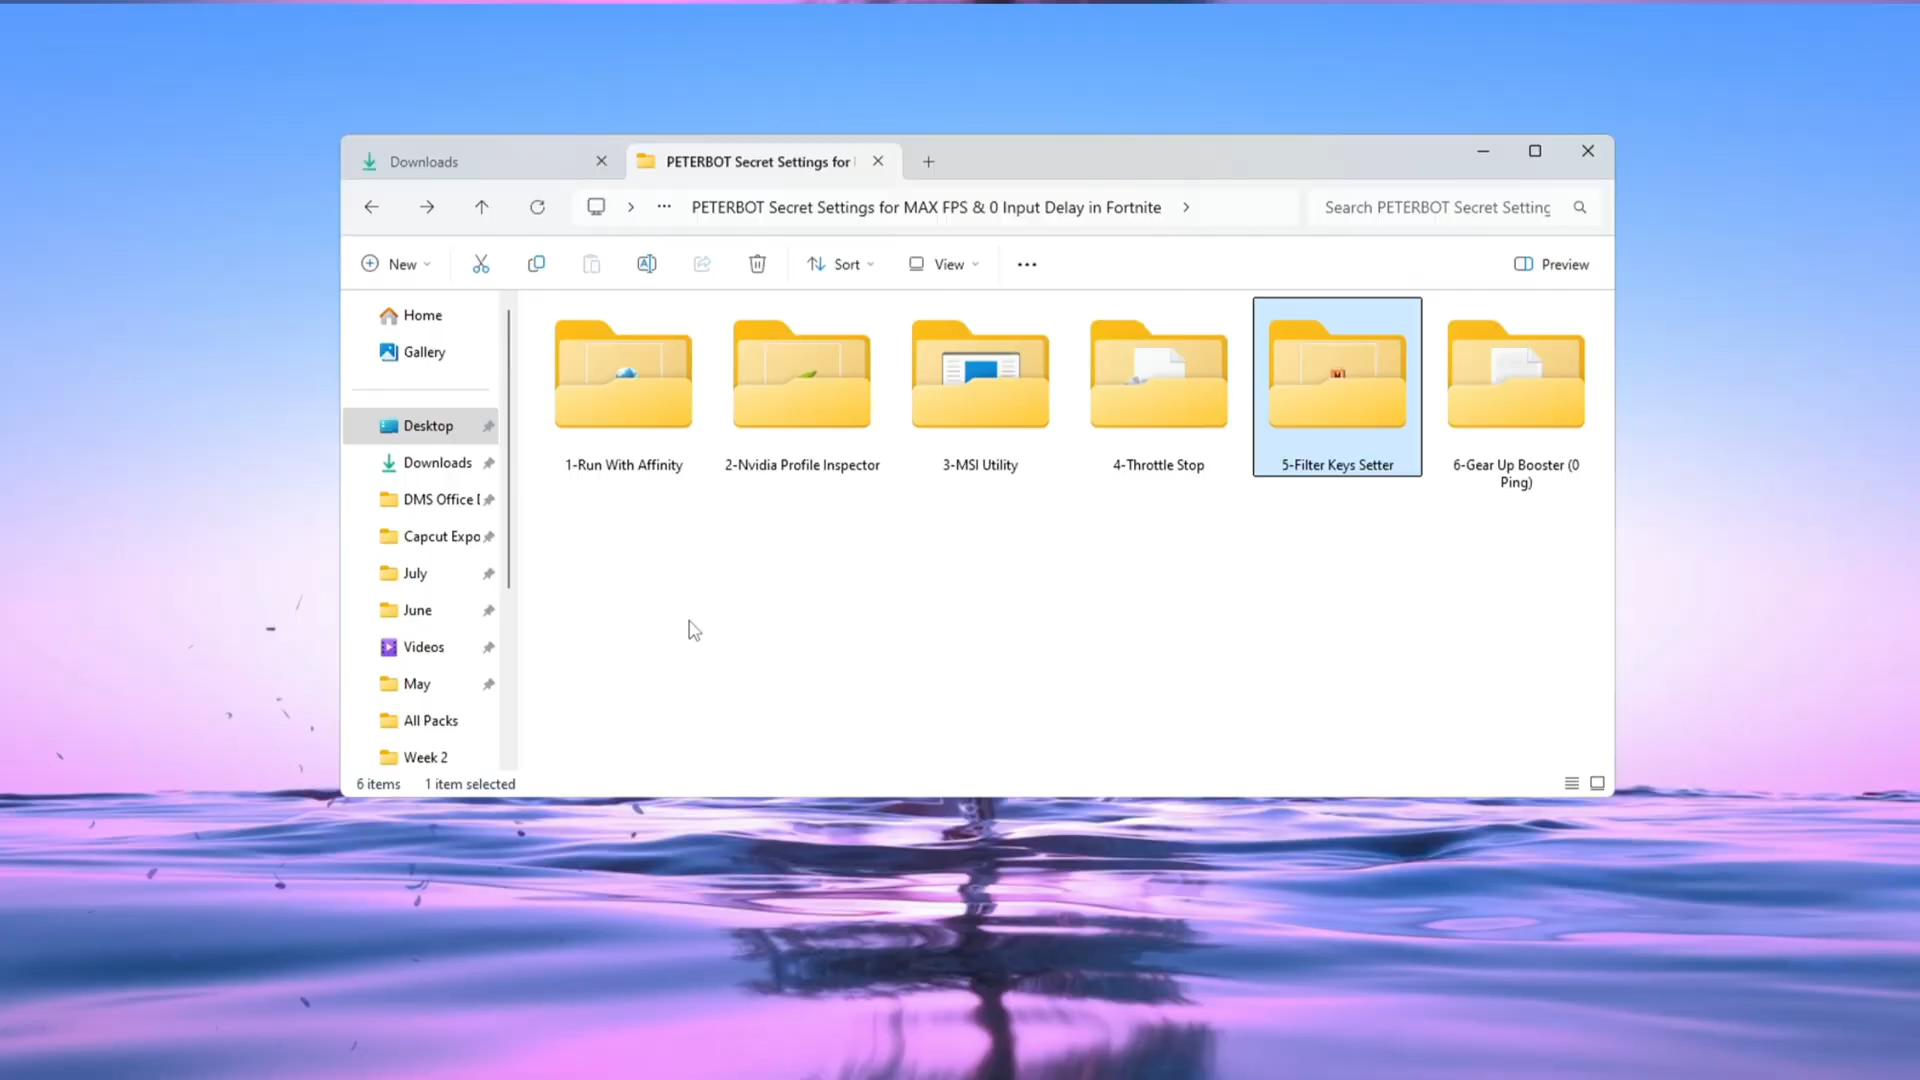 Downloads
PETERBOT Secret Settings for
PETERBOT Secret Settings for MAX FPS & 0 Input Delay in Fortnite
Search PETERBOT Secret Setting
New
Sort
View
Preview
Home
Gallery
Desktop
Downloads
DMS Office
Capcut Expo
July
June
Videos
May
All Packs
Week 2
1-Run With Affinity
2-Nvidia Profile Inspector
3-MSI Utility
4-Throttle Stop
5-Filter Keys Setter
6-Gear Up Booster (0
Ping)
6 items
1 item selected